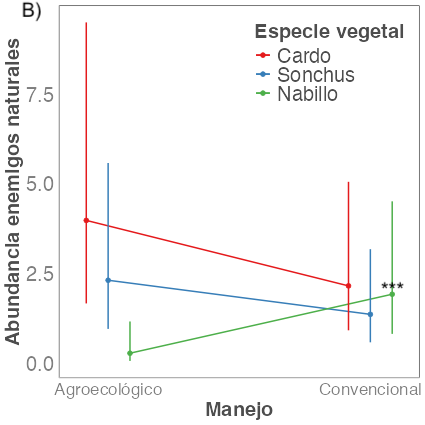 B)
Especie vegetal
Cardo
Sonchus
Nabillo
Abundancia enemigos naturales
7.5
5.0
2.5
0.0
***
Agroecológico
Convencional
Manejo